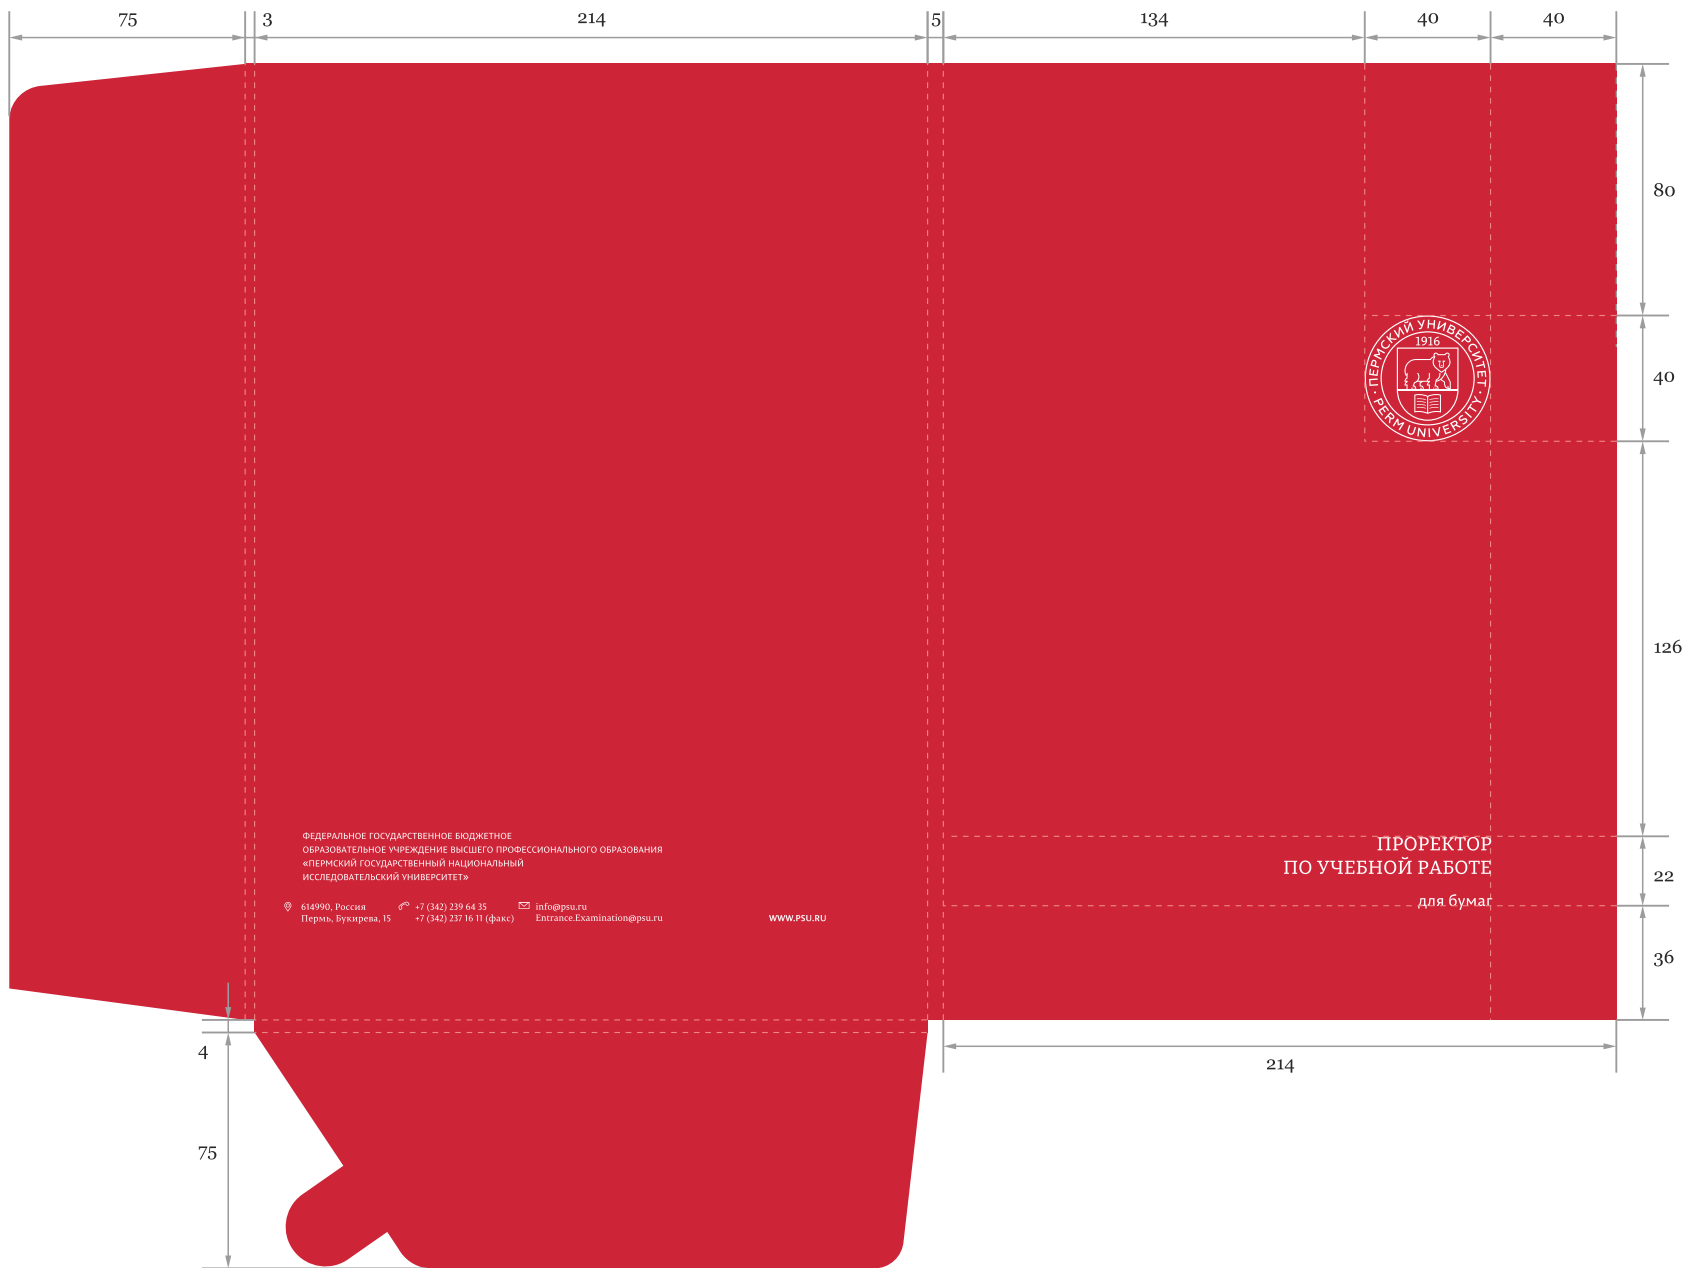 75
3
214
5
134
40
40
80
ПЕРМСКИЙ УНИВЕРСИТЕТ
1916
PERM UNIVERSITY
40
126
ФЕДЕРАЛЬНОЕ ГОСУДАРСТВЕННОЕ БЮДЖЕТНОЕ
ОБРАЗОВАТЕЛЬНОЕ УЧРЕЖДЕНИЕ ВЫСШЕГО ПРОФЕССИОНАЛЬНОГО ОБРАЗОВАНИЯ
«ПЕРМСКИЙ ГОСУДАРСТВЕННЫЙ НАЦИОНАЛЬНЫЙ
ИССЛЕДОВАТЕЛЬСКИЙ УНИВЕРСИТЕТ»
614990, Россия
Пермь, Букирева, 15
+7 (342) 239 64 35
+7 (342) 237 16 11 (факс)
info@psu.ru
Entrance.Examination@psu.ru
WWW.PSU.RU
ПРОРЕКТОР
ПО УЧЕБНОЙ РАБОТЕ
для бумаг
22
36
4
214
75